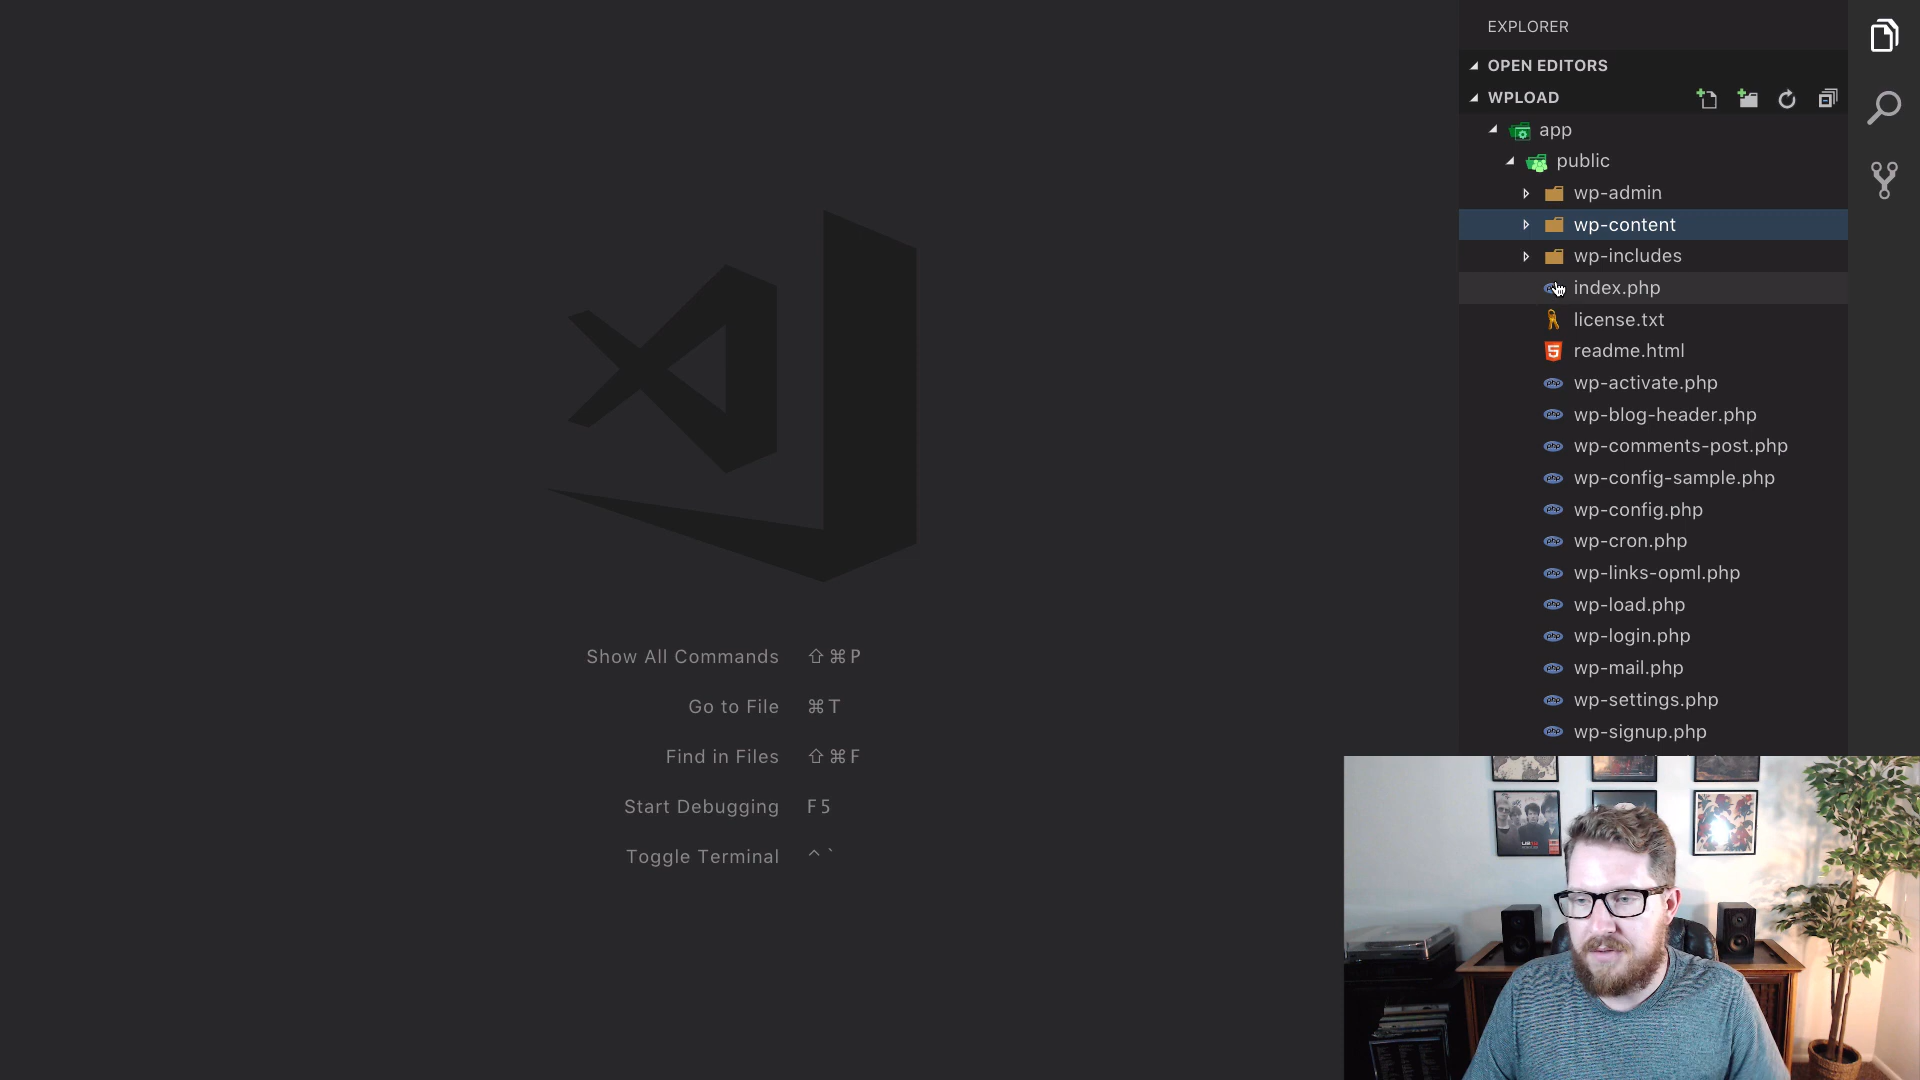 EXPLORER
OPEN EDITORS
WPLOAD
app
public
wp-admin
wp-content
wp-includes
index.php
license.txt
readme.html
wp-activate.php
wp-blog-header.php
wp-comments-post.php
wp-config-sample.php
wp-config.php
wp-cron.php
wp-links-opml.php
wp-load.php
wp-login.php
wp-mail.php
wp-settings.php
wp-signup.php
Show All Commands ⇧⌘P
Go to File ⌘T
Find in Files ⇧⌘F
Start Debugging F5
Toggle Terminal ^`